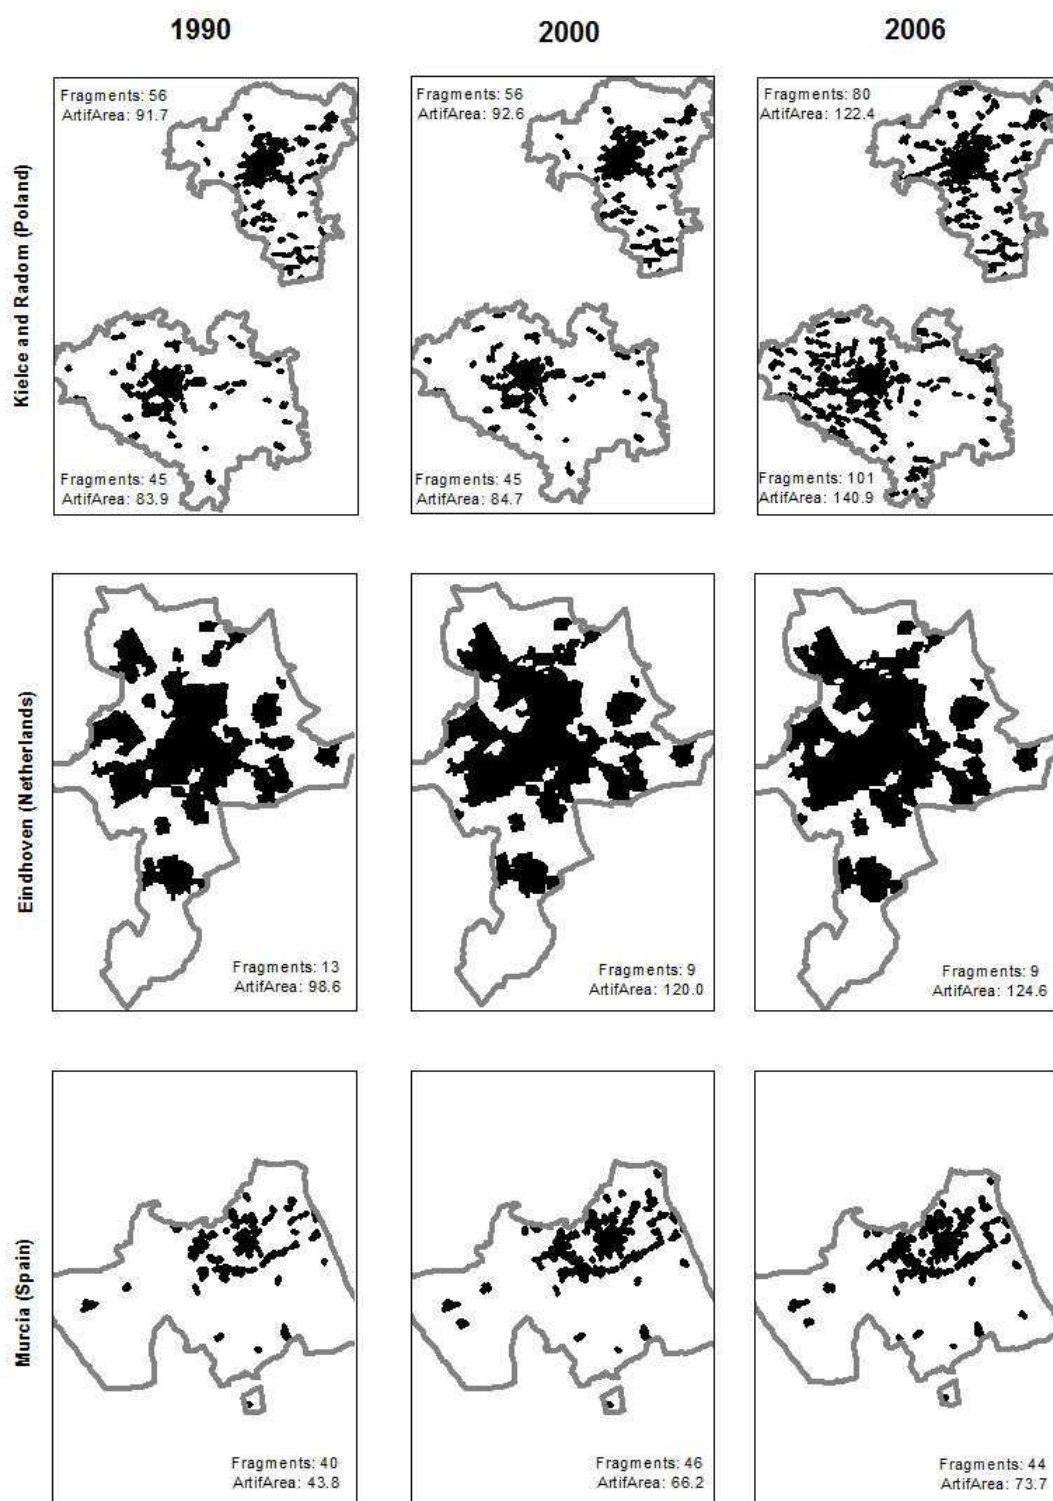 1990
2000
2006
Kielce and Radom (Poland)
Fragments: 56
ArtifArea: 91.7
Fragments: 56
ArtifArea: 92.6
Fragments: 80
ArtifArea: 122.4
Fragments: 45
ArtifArea: 83.9
Fragments: 45
ArtifArea: 84.7
Fragments: 101
ArtifArea: 140.9
Eindhoven (Netherlands)
Fragments: 13
ArtifArea: 98.6
Fragments: 9
ArtifArea: 120.0
Fragments: 9
ArtifArea: 124.6
Murcia (Spain)
Fragments: 40
ArtifArea: 43.8
Fragments: 46
ArtifArea: 66.2
Fragments: 44
ArtifArea: 73.7